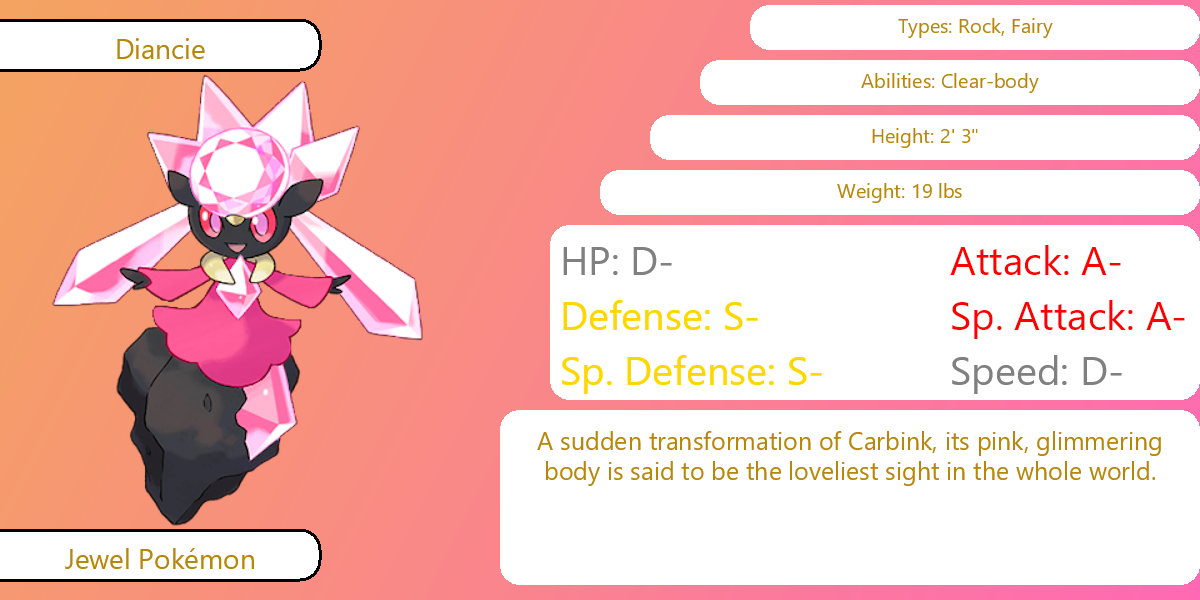 Diancie
Types: Rock, Fairy
Abilities: Clear-body
Height: 2' 3"
Weight: 19 lbs
HP: D-
Attack: A-
Defense: S-
Sp. Attack: A-
Sp. Defense: S-
Speed: D-
A sudden transformation of Carbink, its pink, glimmering
body is said to be the loveliest sight in the whole world.
Jewel Pokémon